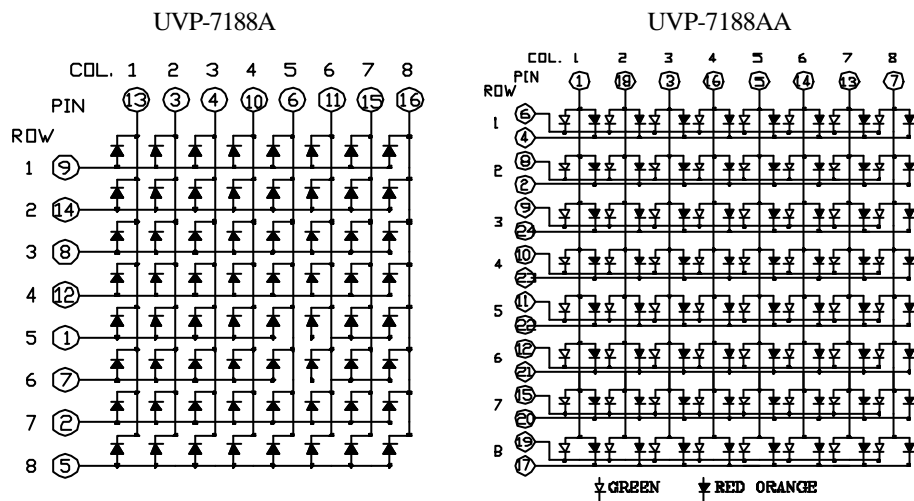 UVP-7188A
COL. 1 2 3 4 5 6 7 8
PIN 13 3 4 10 6 11 15 16
ROW
1 9
2 14
3 8
4 12
5 1
6 7
7 2
8 5
UVP-7188AA
COL. 1 2 3 4 5 6 7 8
PIN 1 18 3 16 5 14 13 7
ROW
1 6
4
2 8
2
3 9
24
4 10
23
5 11
22
6 12
21
7 15
20
8 19
17
GREEN RED ORANGE